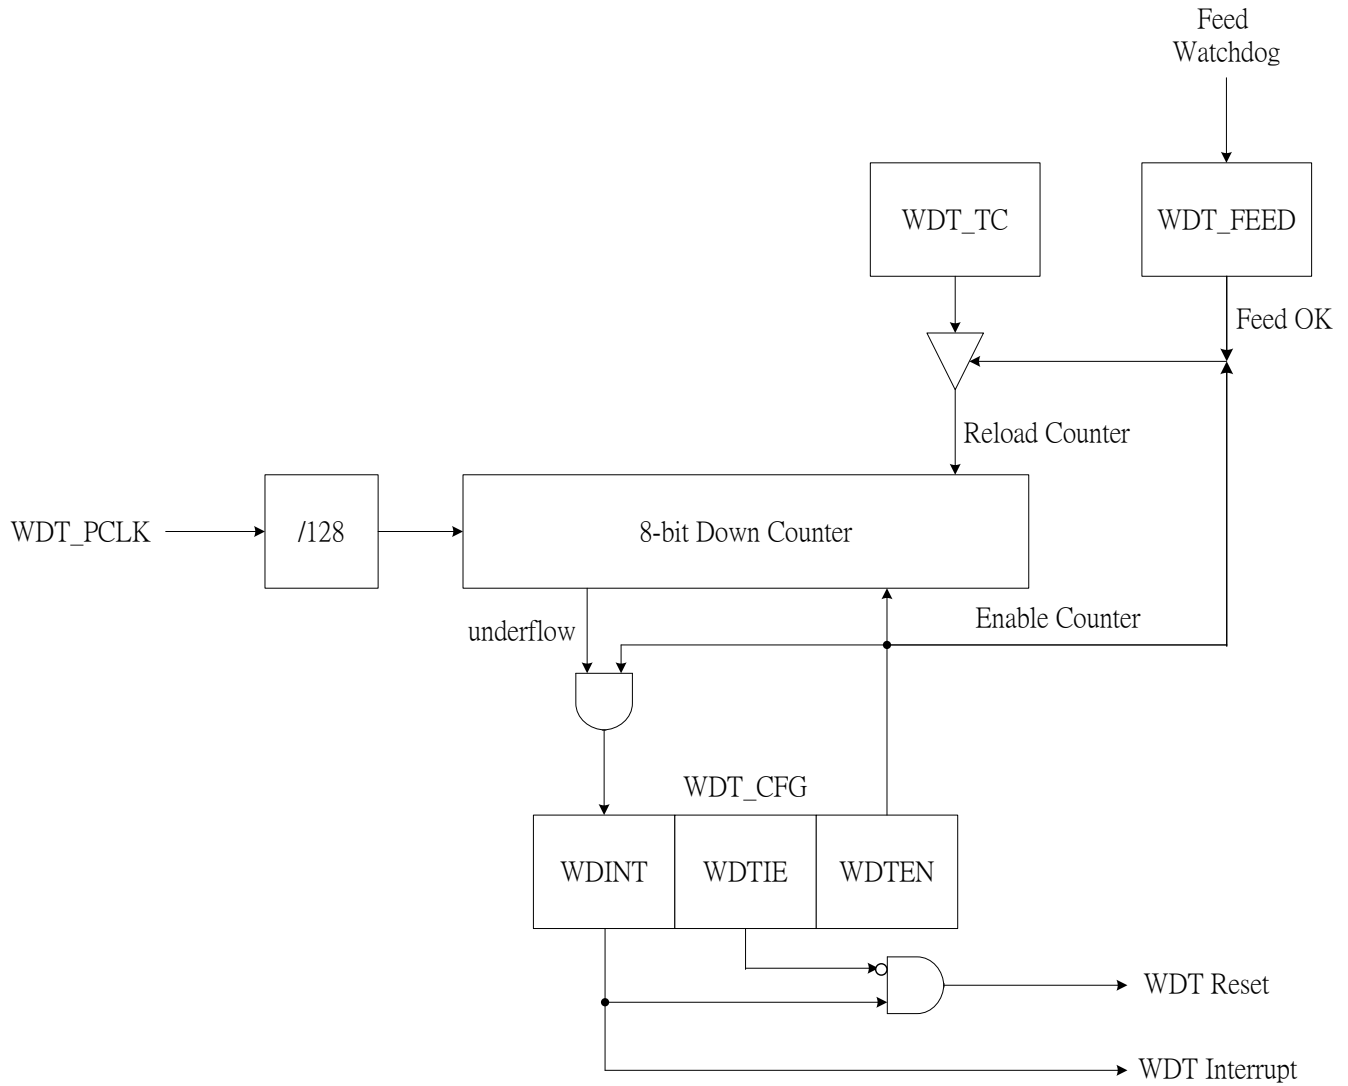 Feed
Watchdog
WDT_TC
WDT_FEED
Feed OK
Reload Counter
WDT_PCLK
/128
8-bit Down Counter
underflow
Enable Counter
WDT_CFG
WDINT
WDTIE
WDTEN
WDT Reset
WDT Interrupt